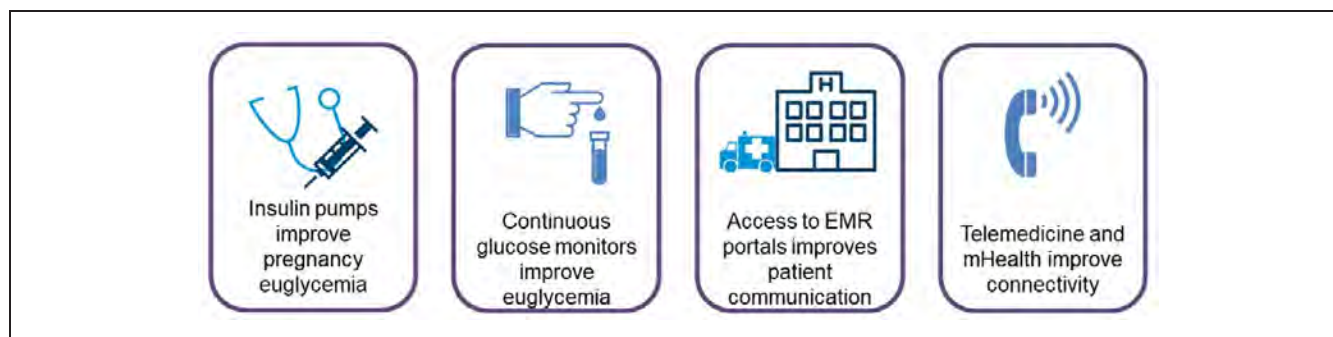 H
Insulin pumps
improve
pregnancy
euglycemia
Continuous
glucose monitors
improve
euglycemia
Access to EMR
portals improves
patient
communication
Telemedicine and
mHealth improve
connectivity